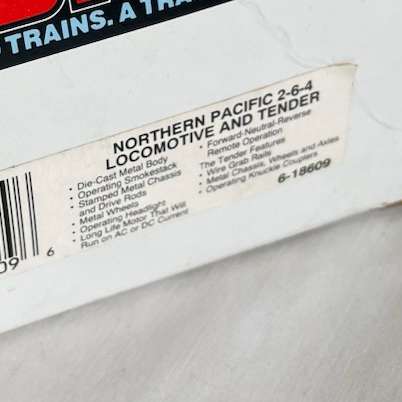 TRAINS. A TRA
NORTHERN PACIFIC 2-6-4
LOCOMOTIVE AND TENDER
• Die-Cast Metal Body
• Operating Smokestack
• Stamped Metal Chassis
and Drive Rods
• Metal Wheels
• Operating Headlight
• Long Life Motor That Will
Run on AC or DC Current
• Forward-Neutral-Reverse
Remote Operation
The Tender Features
• Wire Grab Rails
• Metal Chassis, Wheels and Axles
• Operating Knuckle Couplers
6-18609
09 6